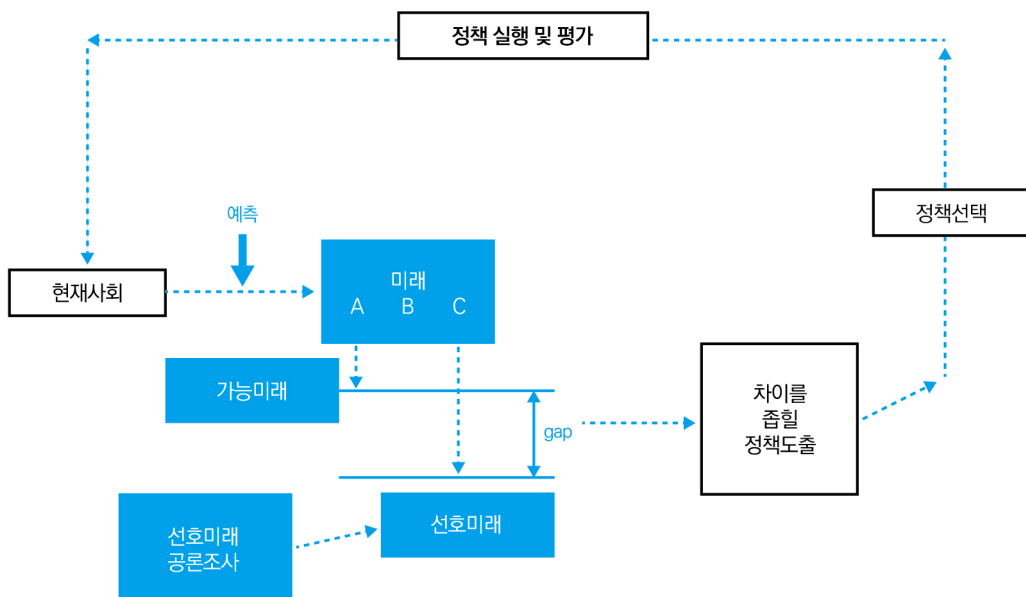 정책 실행 및 평가
정책선택
예측
현재사회
미래
A B C
가능미래
gap
차이를
좁힐
정책도출
선호미래
선호미래
공론조사